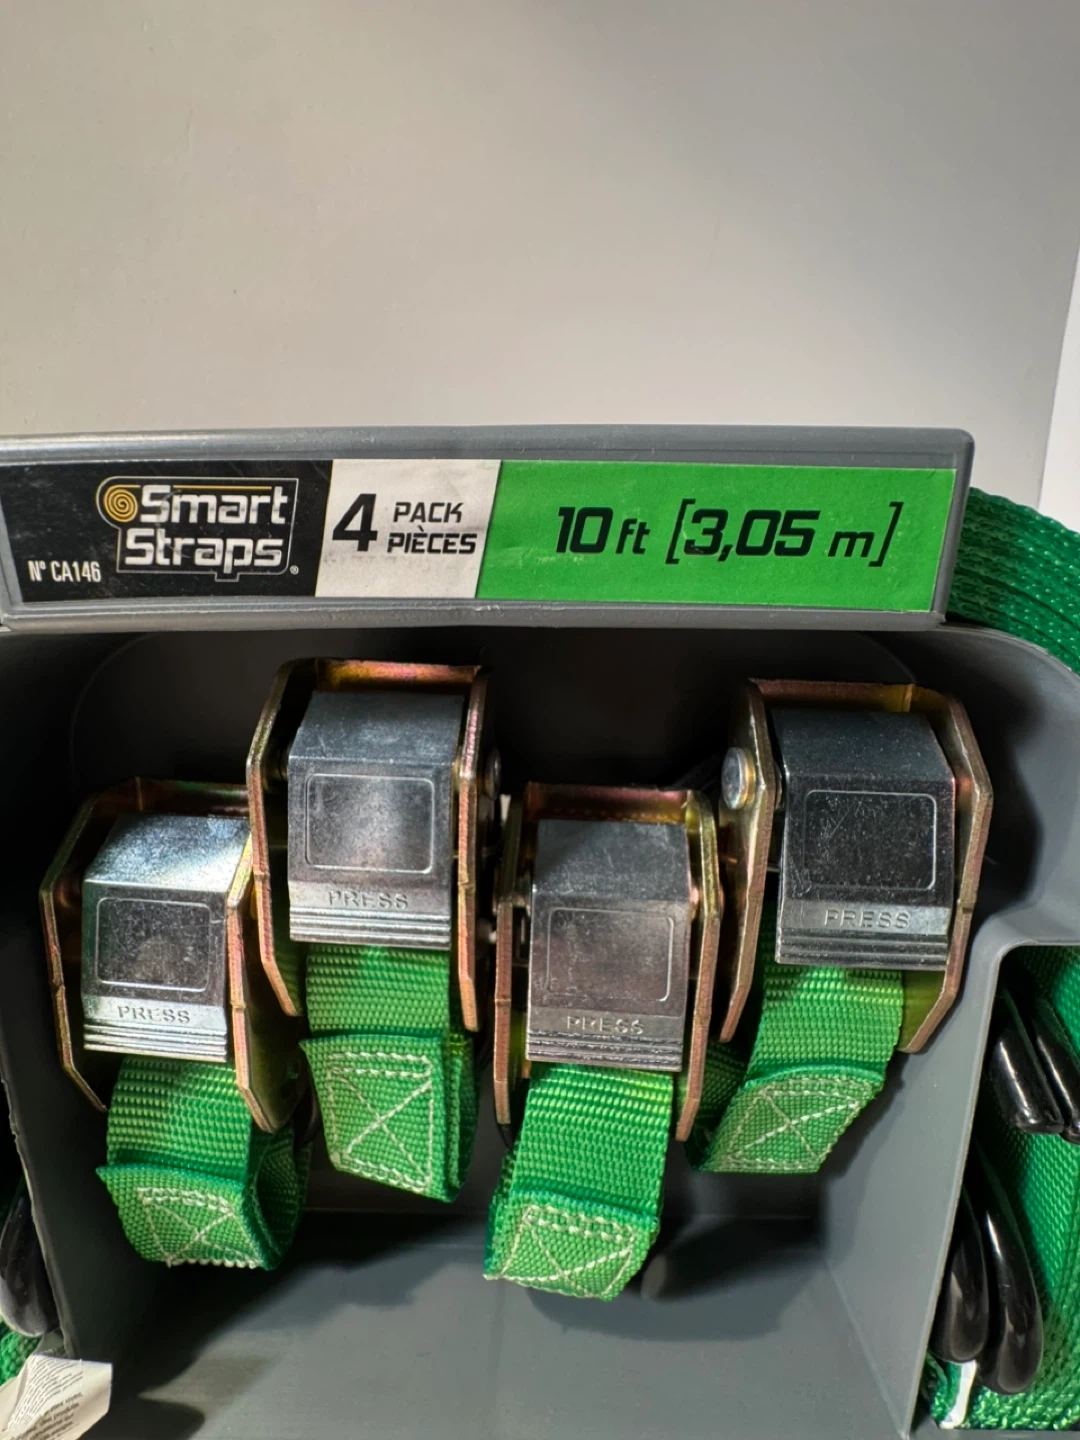 Smart
Straps®
N° CA146
4 PACK
PIÈCES
10 ft [3,05 m]
PRESS
PRESS
PRESS
PRESS